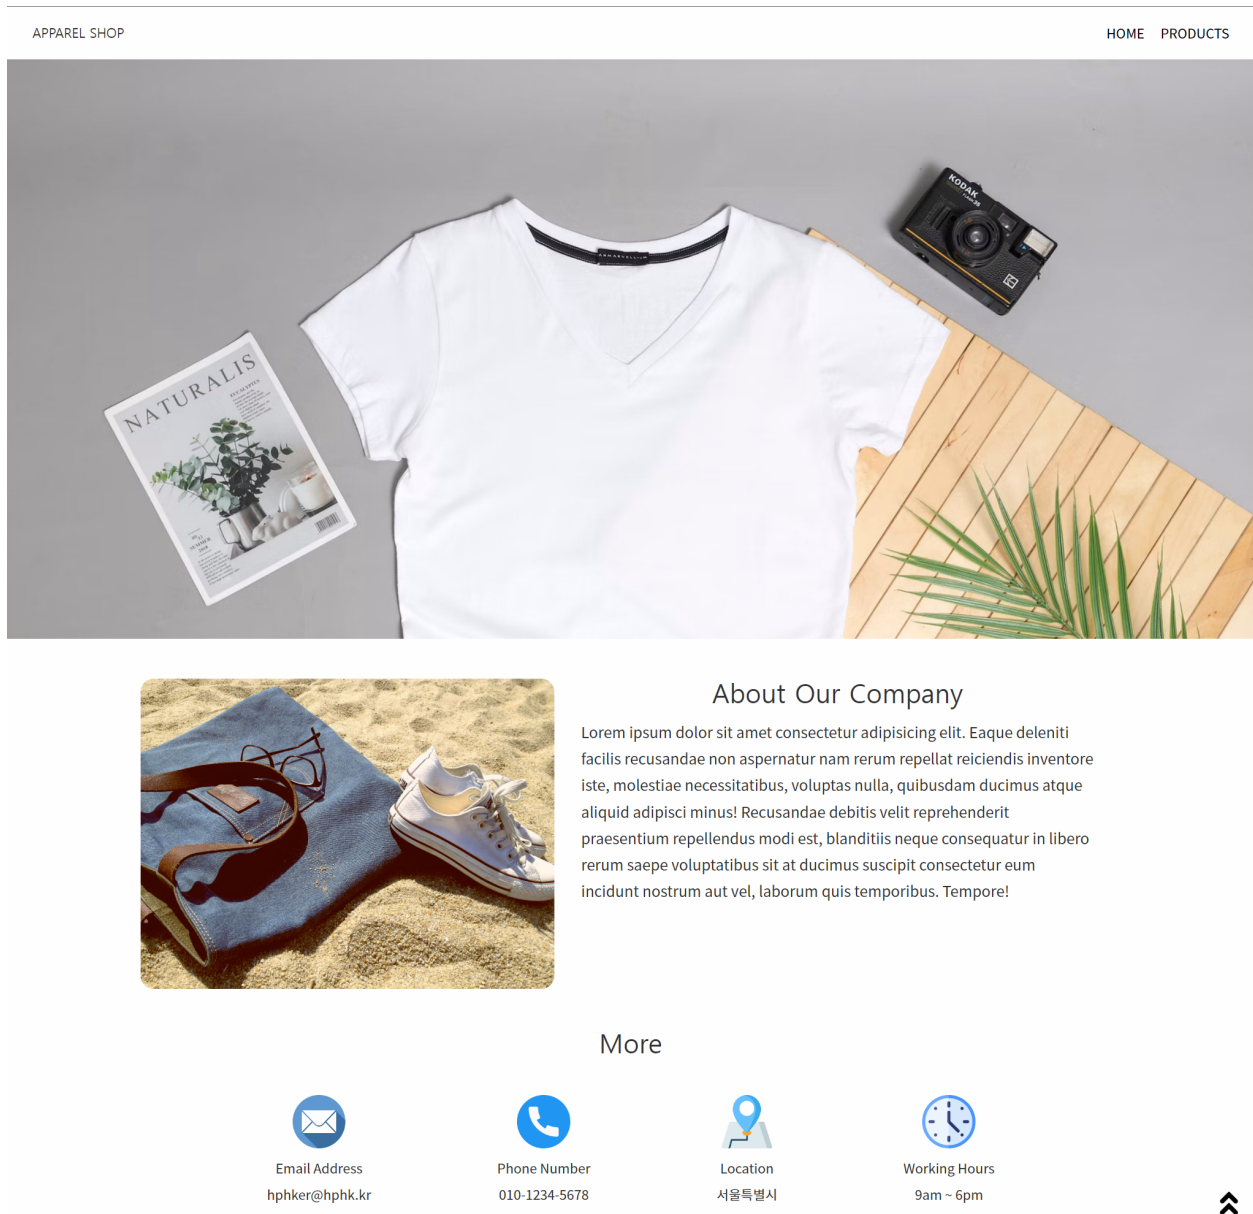 APPAREL SHOP
HOME PRODUCTS
KODAK
NATURALIS
EUCALYPTUS
About Our Company
Lorem ipsum dolor sit amet consectetur adipisicing elit. Eaque deleniti
facilis recusandae non aspernatur nam rerum repellat reiciendis inventore
iste, molestiae necessitatibus, voluptas nulla, quibusdam ducimus atque
aliquid adipisci minus! Recusandae debitis velit reprehenderit
praesentium repellendus modi est, blanditiis neque consequatur in libero
rerum saepe voluptatibus sit at ducimus suscipit consectetur eum
incidunt nostrum aut vel, laborum quis temporibus. Tempore!
More
Email Address
Phone Number
Location
Working Hours
hphker@hphk.kr
010-1234-5678
서울특별시
9am ~ 6pm